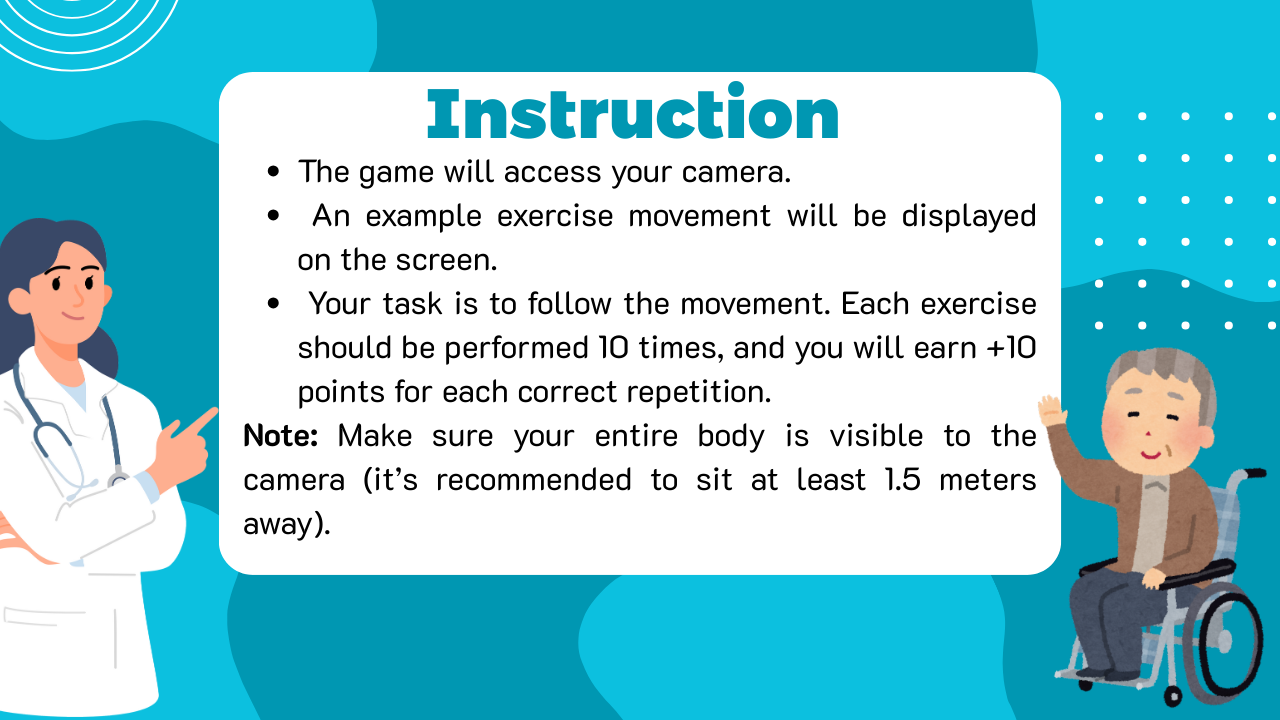 Instruction
• The game will access your camera.
• An example exercise movement will be displayed
on the screen.
• Your task is to follow the movement. Each exercise
should be performed 10 times, and you will earn +10
points for each correct repetition.
Note: Make sure your entire body is visible to the
camera (it’s recommended to sit at least 1.5 meters
away).